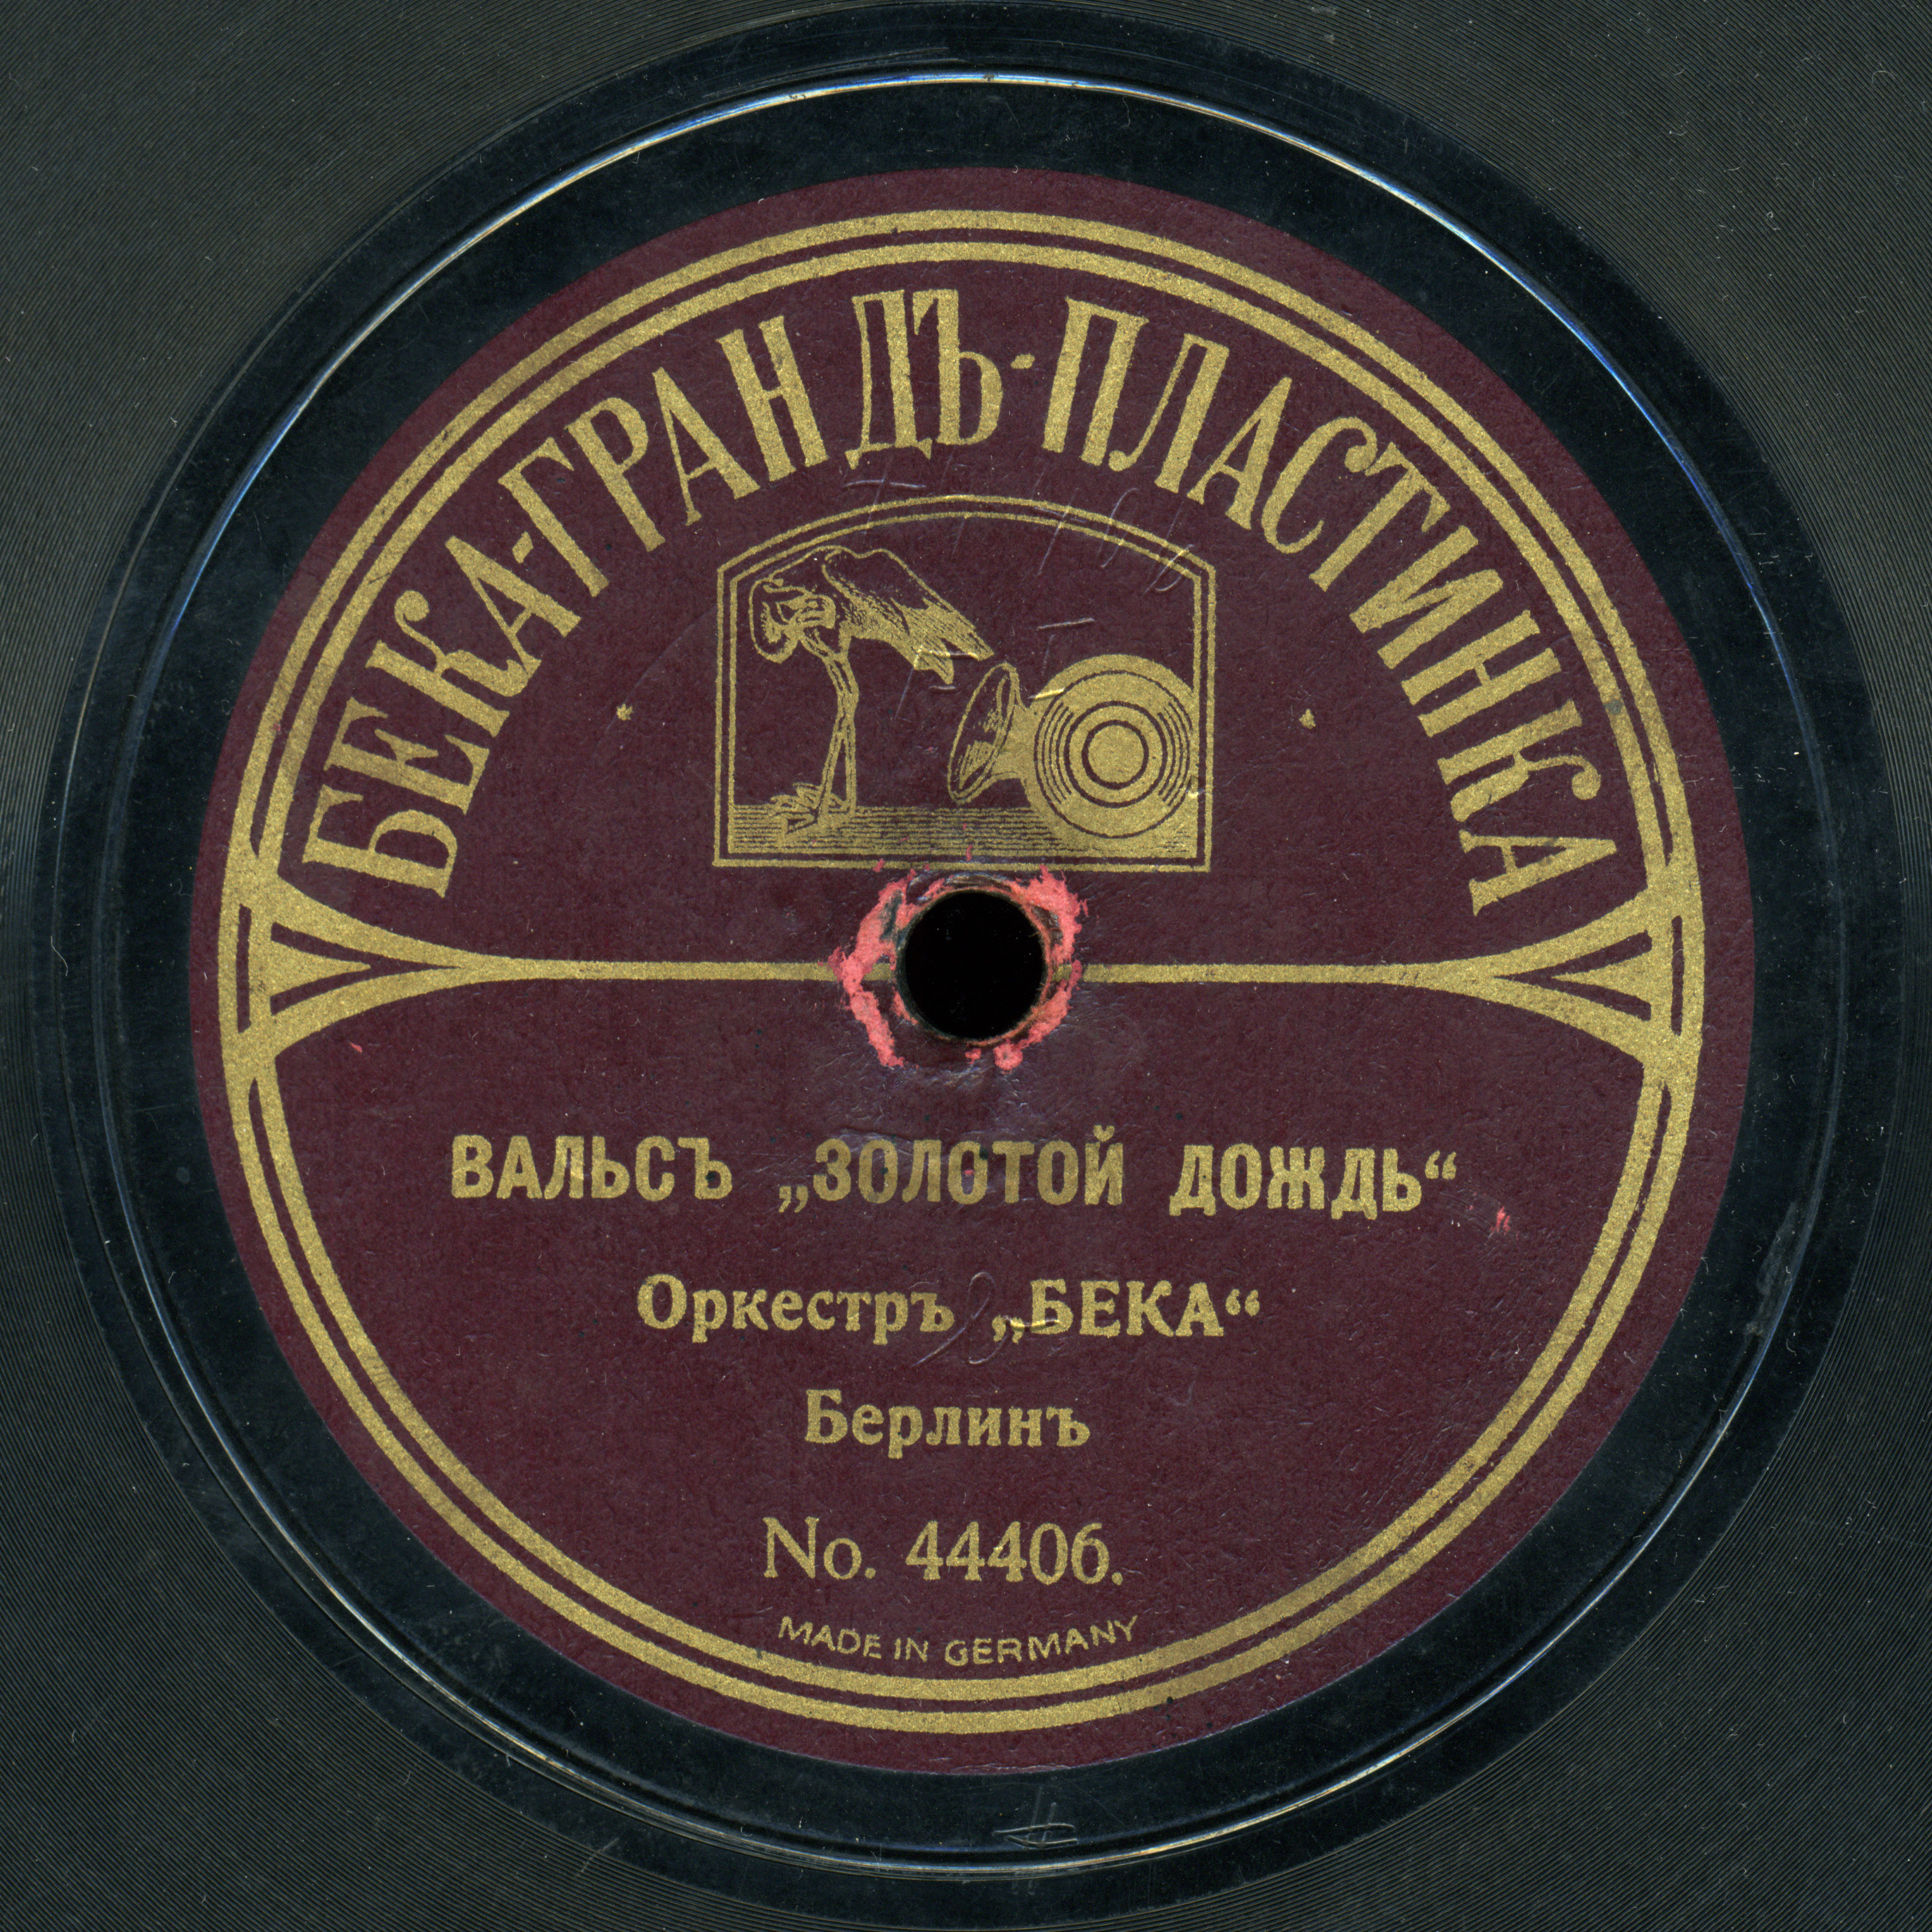 БЕКА-ГРАНДЪ-ПЛАСТИНКА
ВАЛЬСЪ „ЗОЛОТОЙ ДОЖДЬ“
Оркестръ „БЕКА“
Берлинъ
No. 44406.
MADE IN GERMANY